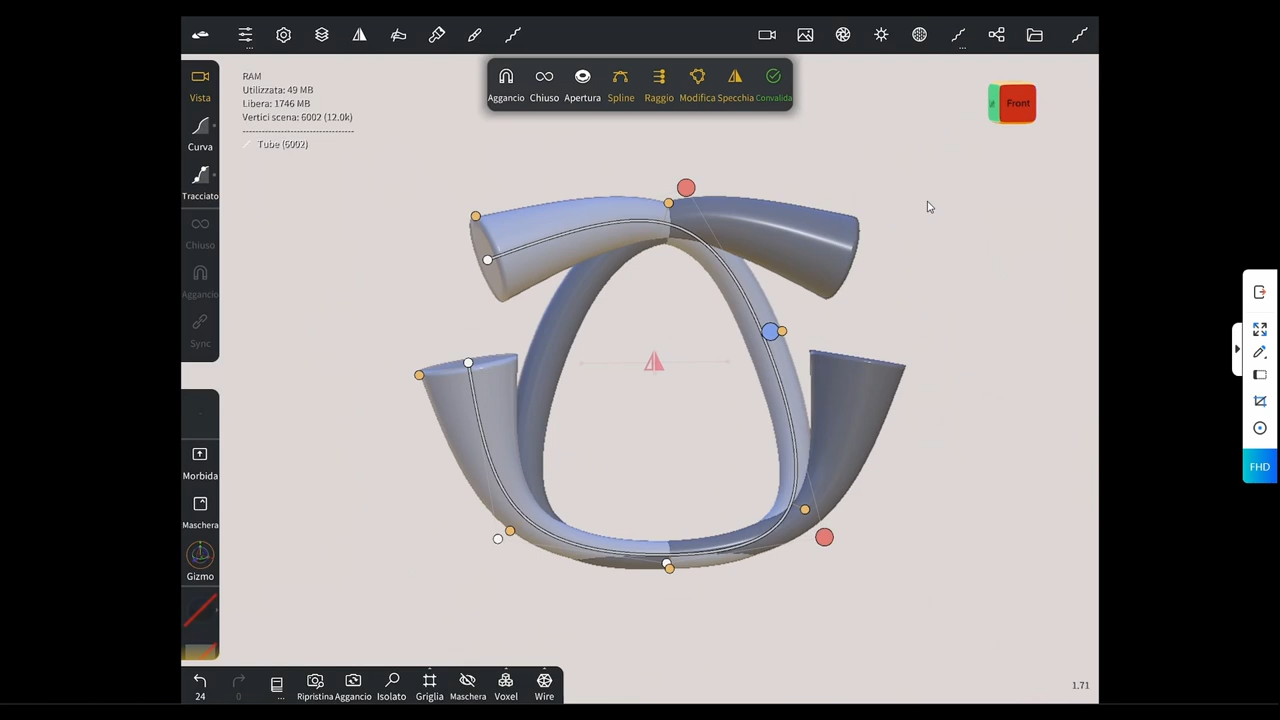 Agancio Chiuso Apertura Spline Raggio Modifica Specchia Convalida
RAM
Utilizzata: 49 MB
Libera: 1746 MB
Vertici scena: 6002 (12.0k)
Tube (6002)
Front
Vista
Curva
Tracciato
Chiuso
Aggancio
Sync
Morbida
Maschera
Gizmo
24
0
Ripristina Aggancio Isolato Griglia Maschera Voxel Wire
1.71
FHD